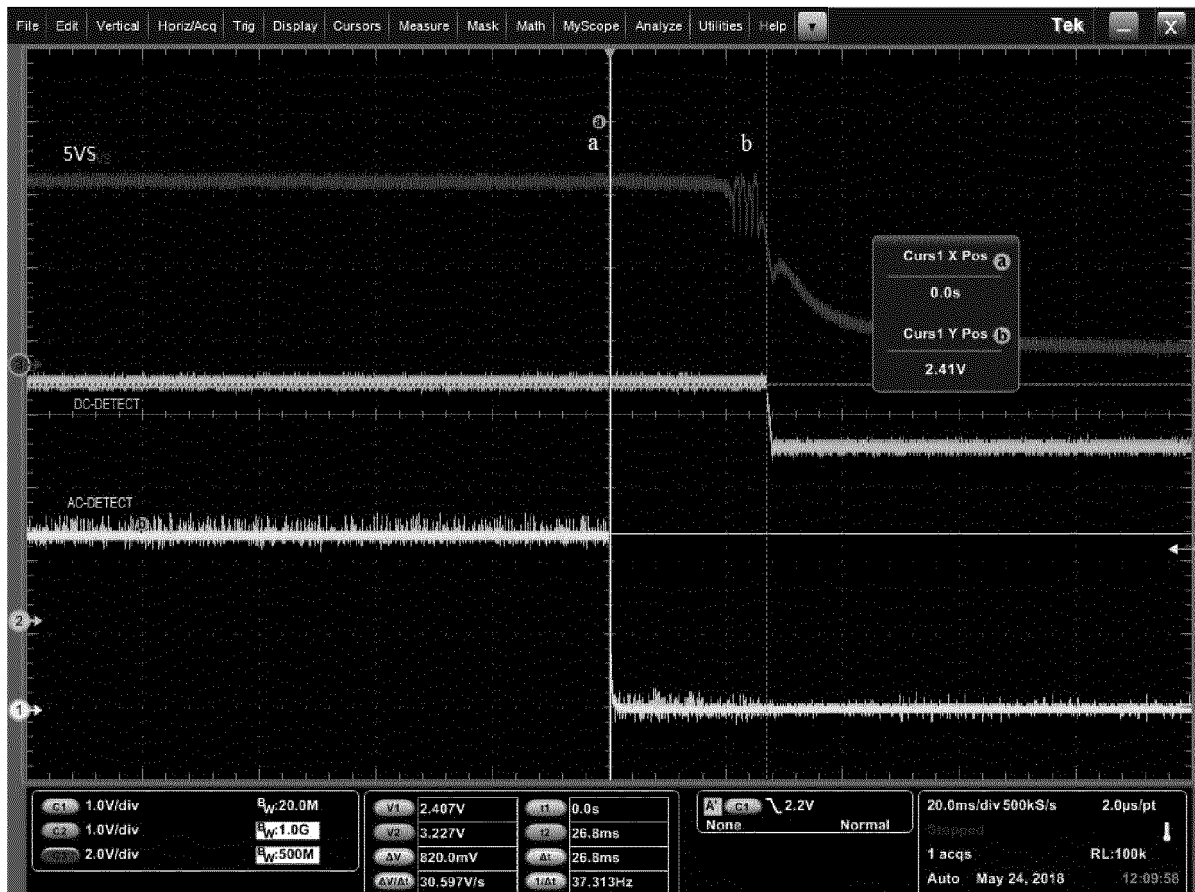 File Edit Vertical Horiz/Acq Trig Display Cursors Measure Mask Math MyScope Analyze Utilities Help Tek X
a
a b
5VS
Curs1 X Pos a
0.0s
Curs1 Y Pos b
2.41V
DC-DETECT
AC-DETECT
2
1
C1 1.0V/div BW:20.0M
C2 1.0V/div BW:1.0G
2.0V/div BW:500M
V1 2.407V t1 0.0s
V2 3.227V t2 26.8ms
ΔV 820.0mV Δt 26.8ms
ΔV/Δt 30.597V/s 1/Δt 37.313Hz
A' C1 2.2V
None Normal
20.0ms/div 500kS/s 2.0µs/pt
Stopped
1 acqs RL:100k
Auto May 24, 2018 12:09:58